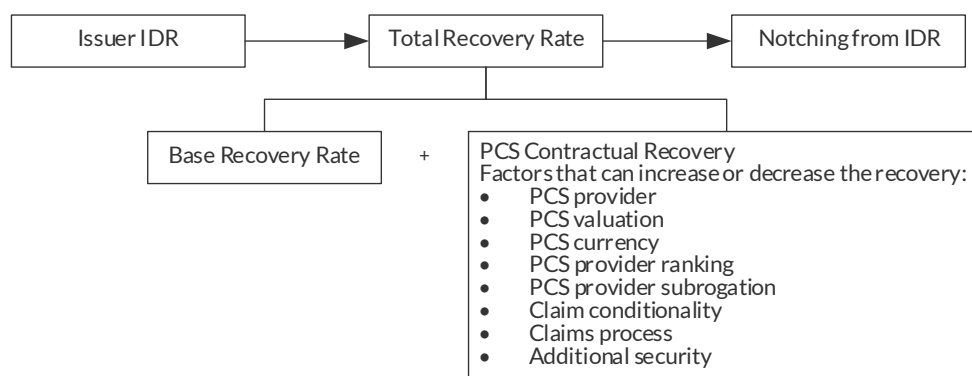 Issuer IDR
Total Recovery Rate
Notching from IDR
Base Recovery Rate
+
PCS Contractual Recovery
Factors that can increase or decrease the recovery:
• PCS provider
• PCS valuation
• PCS currency
• PCS provider ranking
• PCS provider subrogation
• Claim conditionality
• Claims process
• Additional security